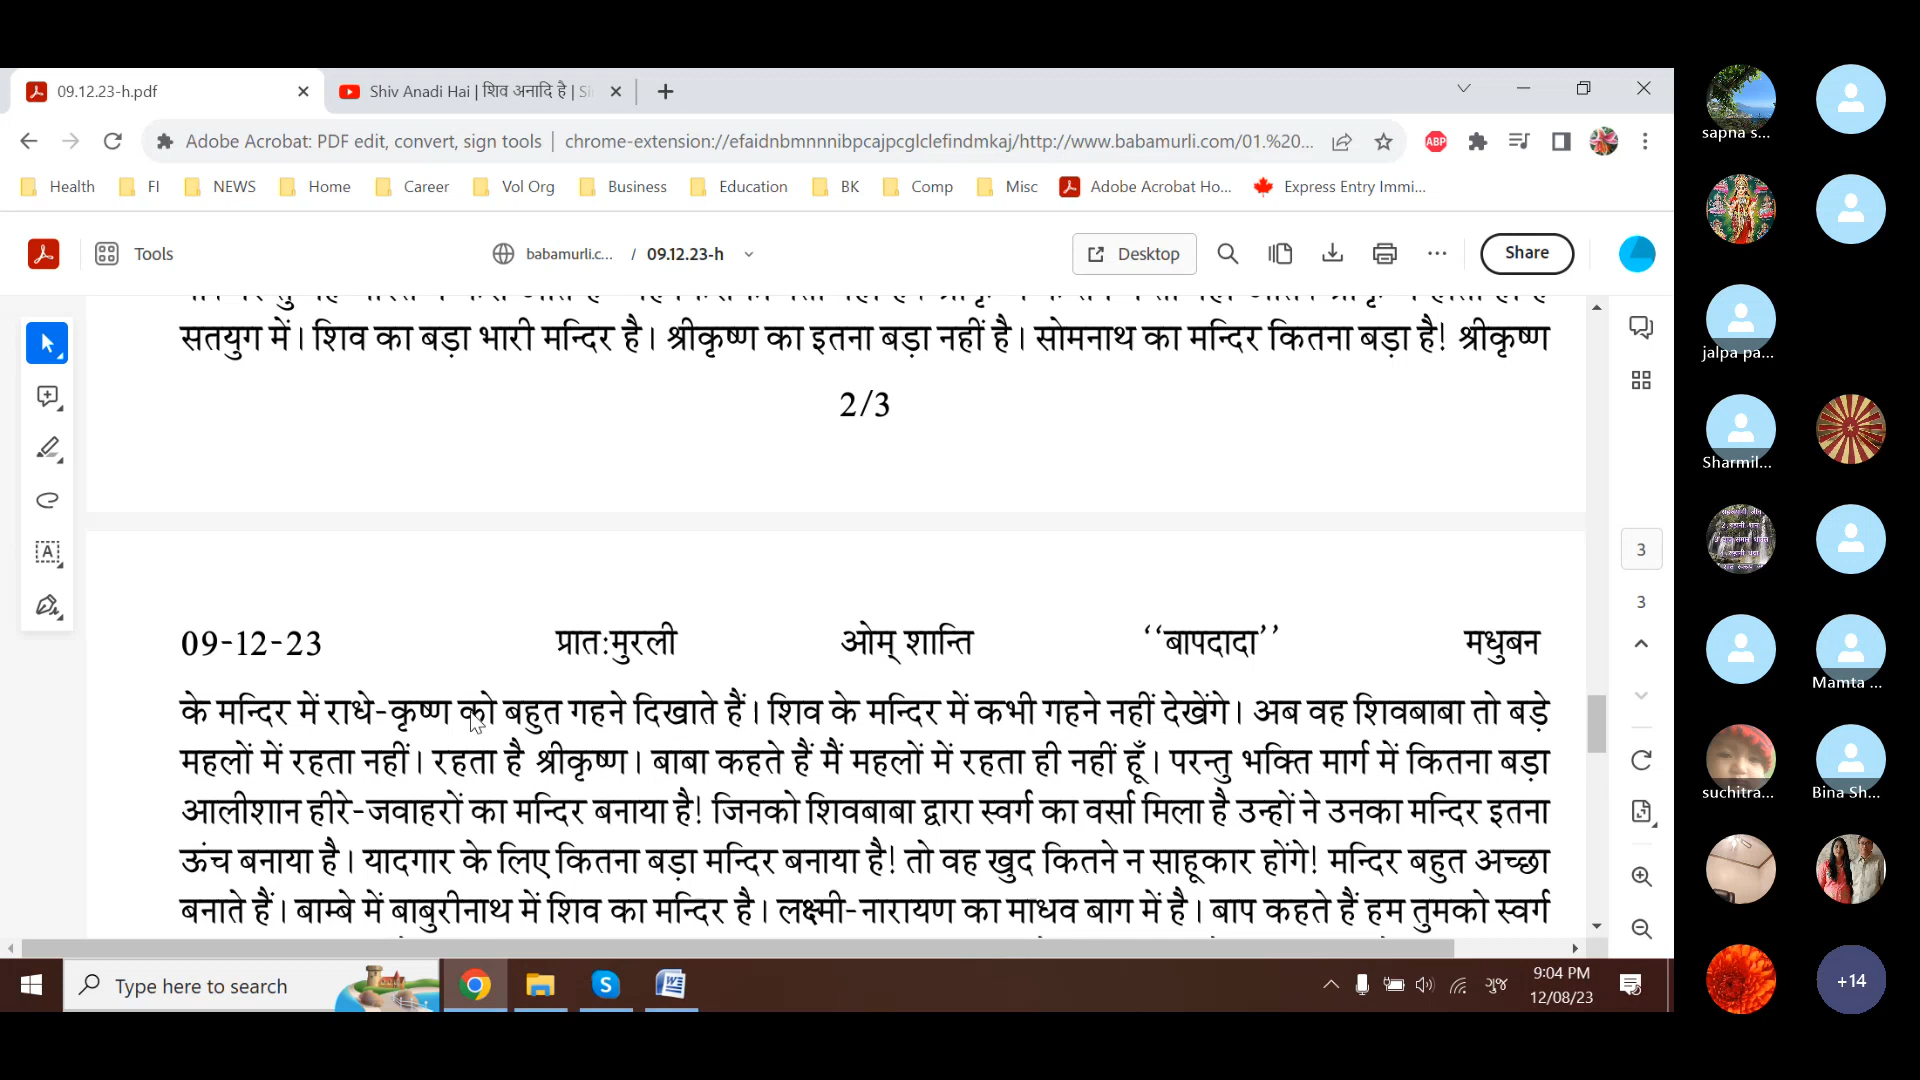 09.12.23-h.pdf
Shiv Anadi Hai | शिव अनादि है | Si
Adobe Acrobat: PDF edit, convert, sign tools | chrome-extension://efaidnbmnnnibpcajpcglclefindmkaj/http://www.babamurli.com/01.%20...
ABP
Health FI NEWS Home Career Vol Org Business Education BK Comp Misc Adobe Acrobat Ho... Express Entry Immi...
Tools babamurli.c... / 09.12.23-h Desktop Share
सतयुग में। शिव का बड़ा भारी मन्दिर है। श्रीकृष्ण का इतना बड़ा नहीं है। सोमनाथ का मन्दिर कितना बड़ा है! श्रीकृष्ण
2/3
3
3
09-12-23 प्रात:मुरली ओम् शान्ति ‘‘बापदादा’’ मधुबन
के मन्दिर में राधे-कृष्ण को बहुत गहने दिखाते हैं। शिव के मन्दिर में कभी गहने नहीं देखेंगे। अब वह शिवबाबा तो बड़े
महलों में रहता नहीं। रहता है श्रीकृष्ण। बाबा कहते हैं मैं महलों में रहता ही नहीं हूँ। परन्तु भक्ति मार्ग में कितना बड़ा
आलीशान हीरे-जवाहरों का मन्दिर बनाया है! जिनको शिवबाबा द्वारा स्वर्ग का वर्सा मिला है उन्हों ने उनका मन्दिर इतना
ऊंच बनाया है। यादगार के लिए कितना बड़ा मन्दिर बनाया है! तो वह खुद कितने न साहूकार होंगे! मन्दिर बहुत अच्छा
बनाते हैं। बाम्बे में बाबुरीनाथ में शिव का मन्दिर है। लक्ष्मी-नारायण का माधव बाग में है। बाप कहते हैं हम तुमको स्वर्ग
Type here to search
ગુજ
9:04 PM
12/08/23
sapna s...
jalpa pa...
Sharmil...
Mamta ...
suchitra...
Bina Sh...
+14